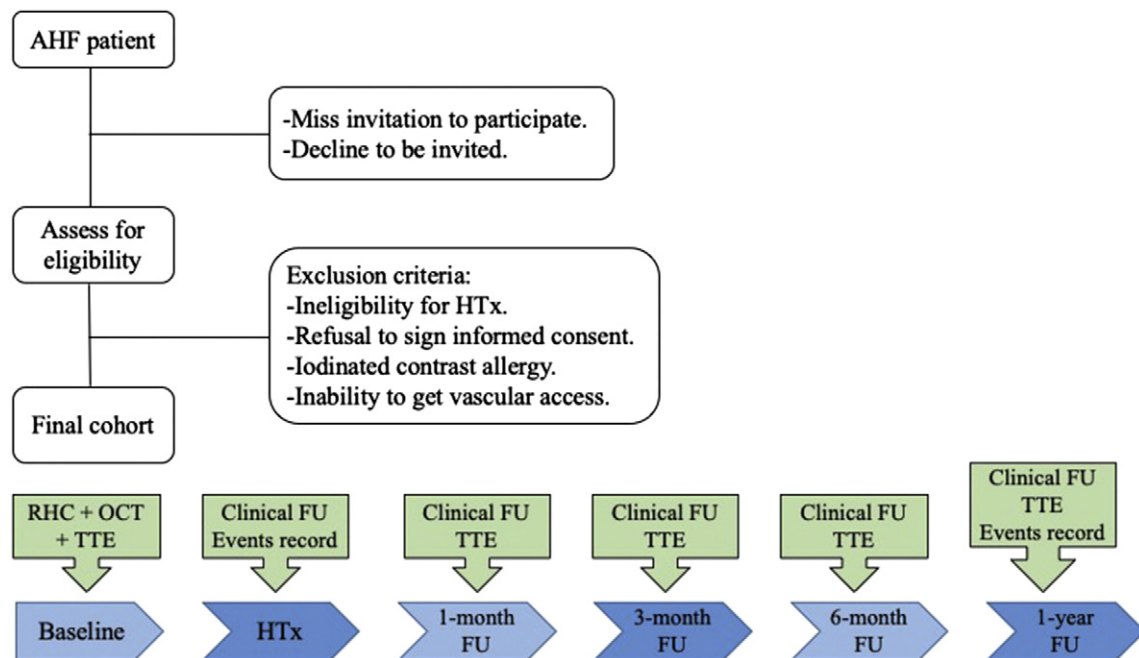 AHF patient
-Miss invitation to participate.
-Decline to be invited.
Assess for
eligibility
Exclusion criteria:
-Ineligibility for HTx.
-Refusal to sign informed consent.
-Iodinated contrast allergy.
-Inability to get vascular access.
Final cohort
RHC + OCT
+ TTE
Clinical FU
Events record
Clinical FU
TTE
Clinical FU
TTE
Clinical FU
TTE
Clinical FU
TTE
Events record
Baseline
HTx
1-month
FU
3-month
FU
6-month
FU
1-year
FU